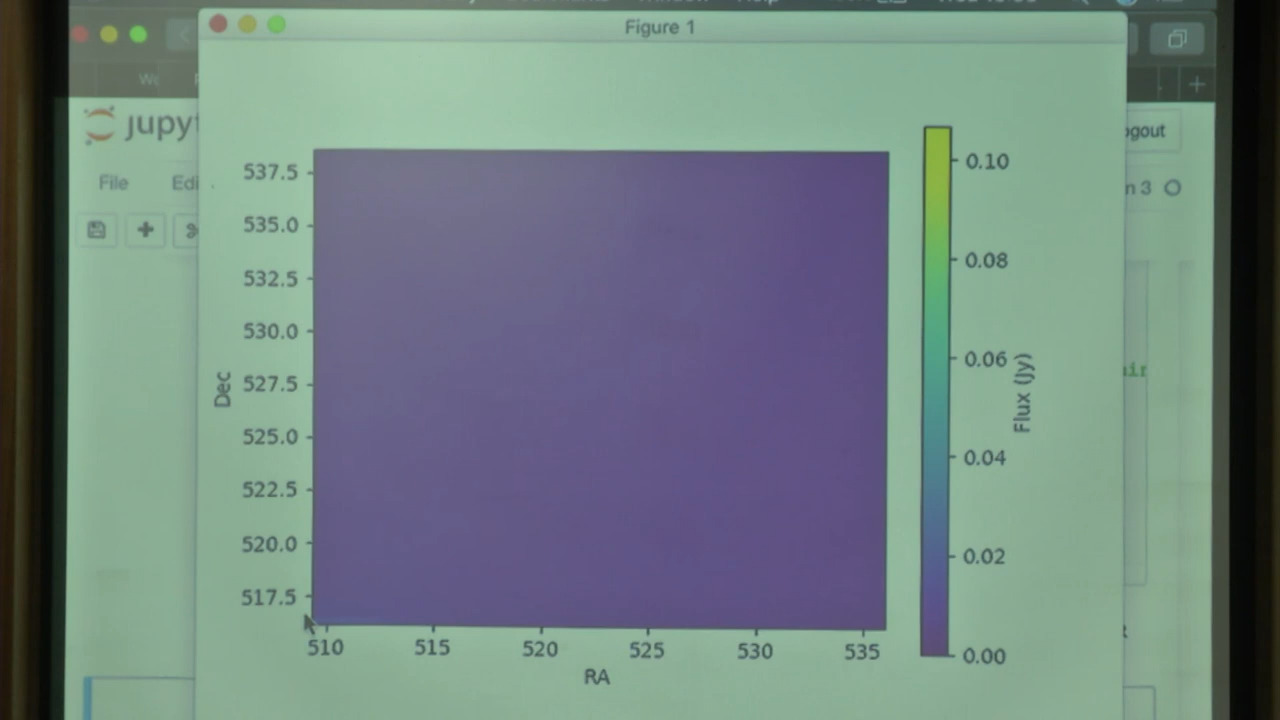 Figure 1
jupyt
ogout
File
Edi
n 3
537.5
535.0
532.5
530.0
527.5
525.0
522.5
520.0
517.5
Dec
510
515
520
525
530
535
RA
0.10
0.08
0.06
0.04
0.02
0.00
Flux (Jy)